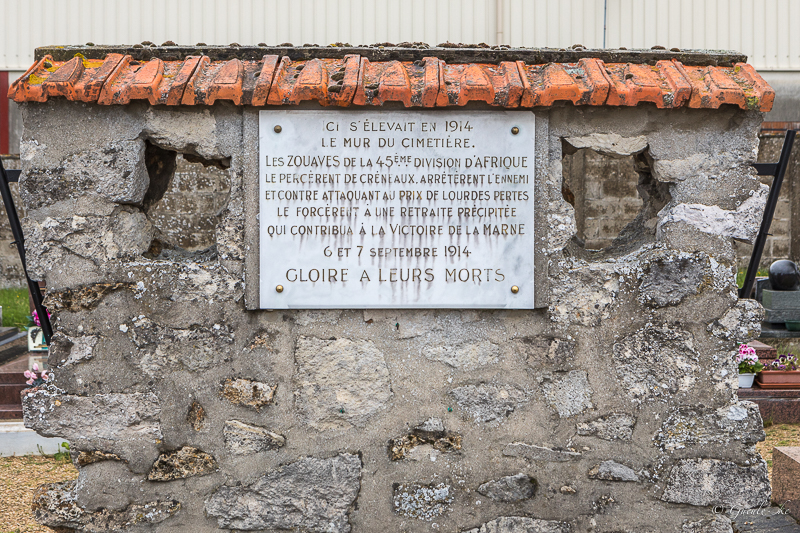 ICI S'ÉLEVAIT EN 1914
LE MUR DU CIMETIÈRE.
LES ZOUAVES DE LA 45ÈME DIVISION D'AFRIQUE
LE PERCÈRENT DE CRÉNEAUX. ARRÊTÈRENT L'ENNEMI
ET CONTRE ATTAQUANT AU PRIX DE LOURDES PERTES
LE FORCÈRENT A UNE RETRAITE PRÉCIPITÉE
QUI CONTRIBUA À LA VICTOIRE DE LA MARNE
6 ET 7 SEPTEMBRE 1914
GLOIRE A LEURS MORTS